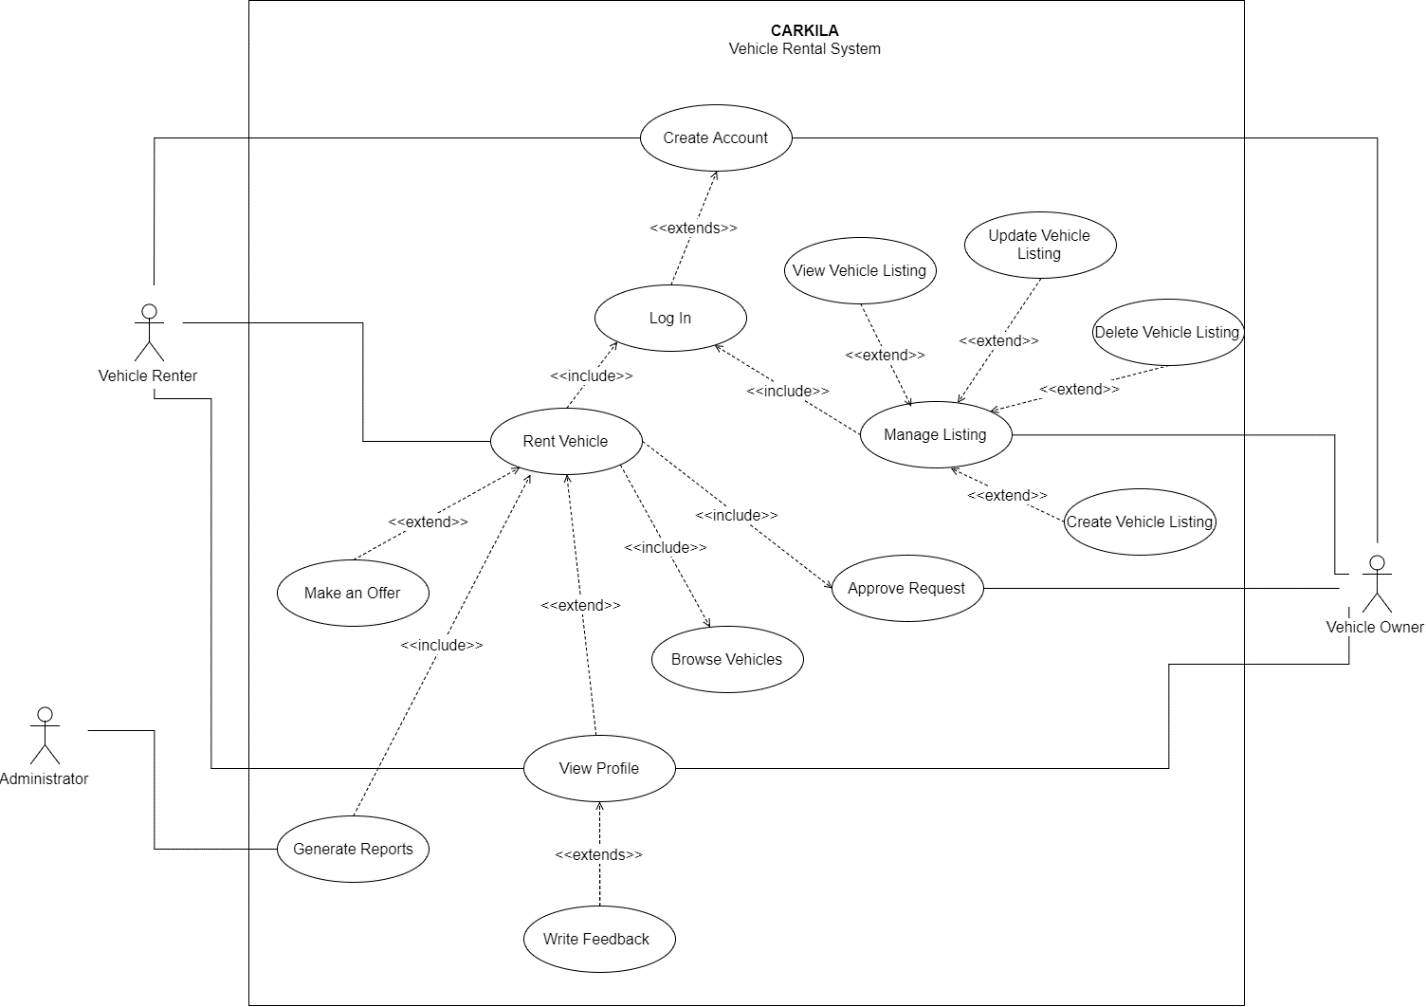 CARKILA
Vehicle Rental System
Create Account
<<extends>>
Update Vehicle
Listing
View Vehicle Listing
Log In
Delete Vehicle Listing
<<extend>>
<<extend>>
Vehicle Renter
<<include>>
<<include>>
<<extend>>
Rent Vehicle
Manage Listing
<<extend>>
<<include>>
<<extend>>
Create Vehicle Listing
<<include>>
Make an Offer
Approve Request
<<extend>>
Vehicle Owner
<<include>>
Browse Vehicles
View Profile
Administrator
Generate Reports
<<extends>>
Write Feedback